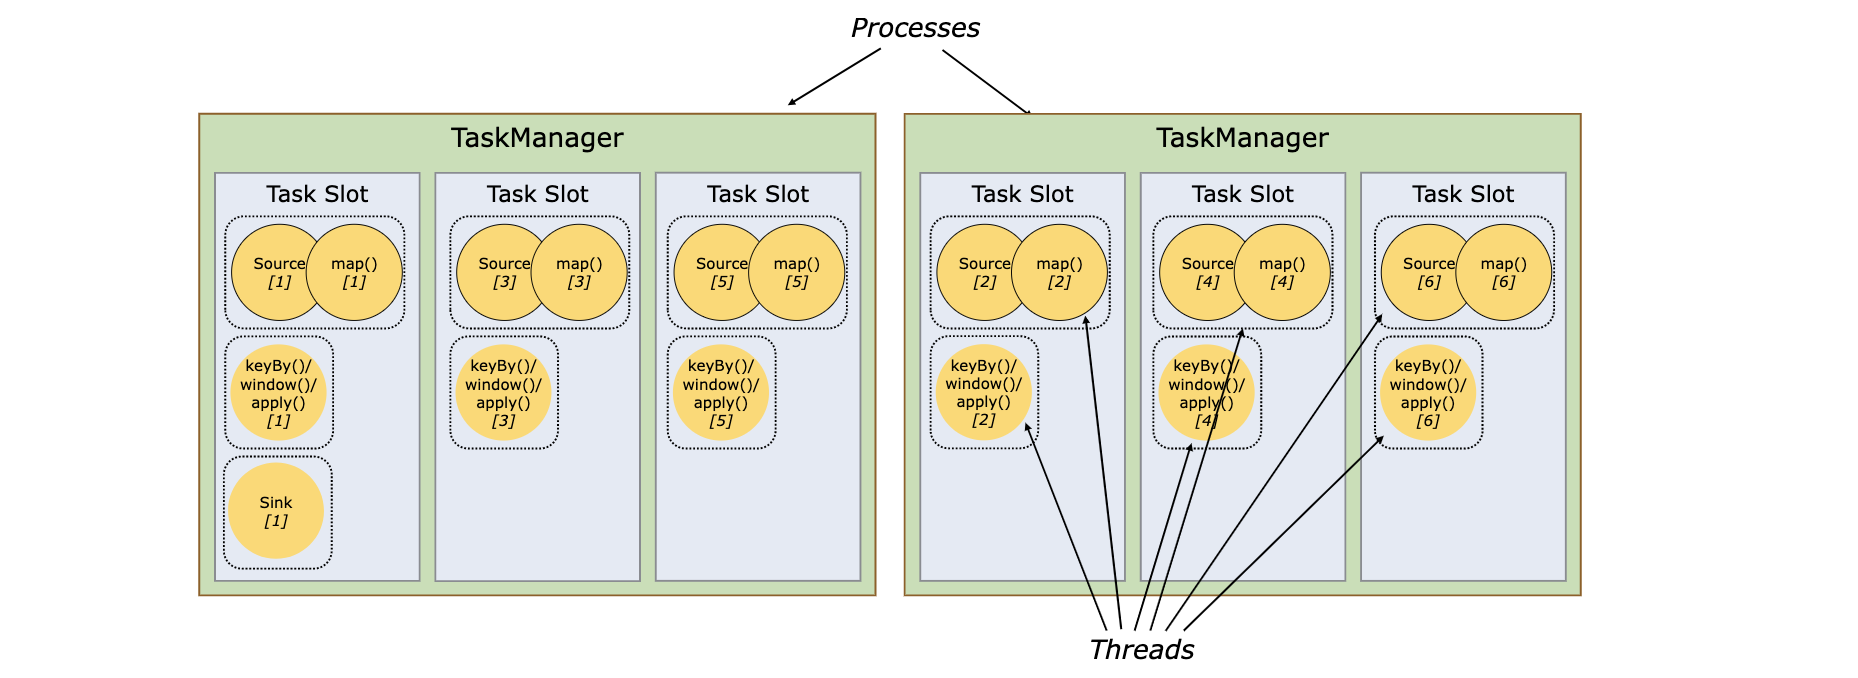 Processes
TaskManager
Task Slot
Source
[1]
map()
[1]
keyBy()/
window()/
apply()
[1]
Sink
[1]
Task Slot
Source
[3]
map()
[3]
keyBy()/
window()/
apply()
[3]
Task Slot
Source
[5]
map()
[5]
keyBy()/
window()/
apply()
[5]
TaskManager
Task Slot
Source
[2]
map()
[2]
keyBy()/
window()/
apply()
[2]
Task Slot
Source
[4]
map()
[4]
keyBy()/
window()/
apply()
[4]
Task Slot
Source
[6]
map()
[6]
keyBy()/
window()/
apply()
[6]
Threads